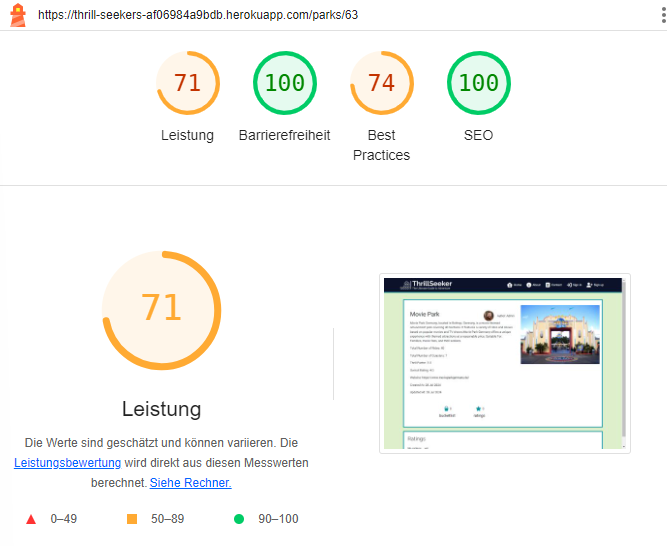 https://thrill-seekers-af06984a9bdb.herokuapp.com/parks/63
71
100
74
100
Leistung
Barrierefreiheit
Best
Practices
SEO
71
Leistung
Die Werte sind geschätzt und können variieren. Die
Leistungsbewertung wird direkt aus diesen Messwerten
berechnet. Siehe Rechner.
0–49
50–89
90–100
ThrillSeeker
Home
About
Contact
Sign in
Sign up
Movie Park
bucketlist
ratings
Ratings